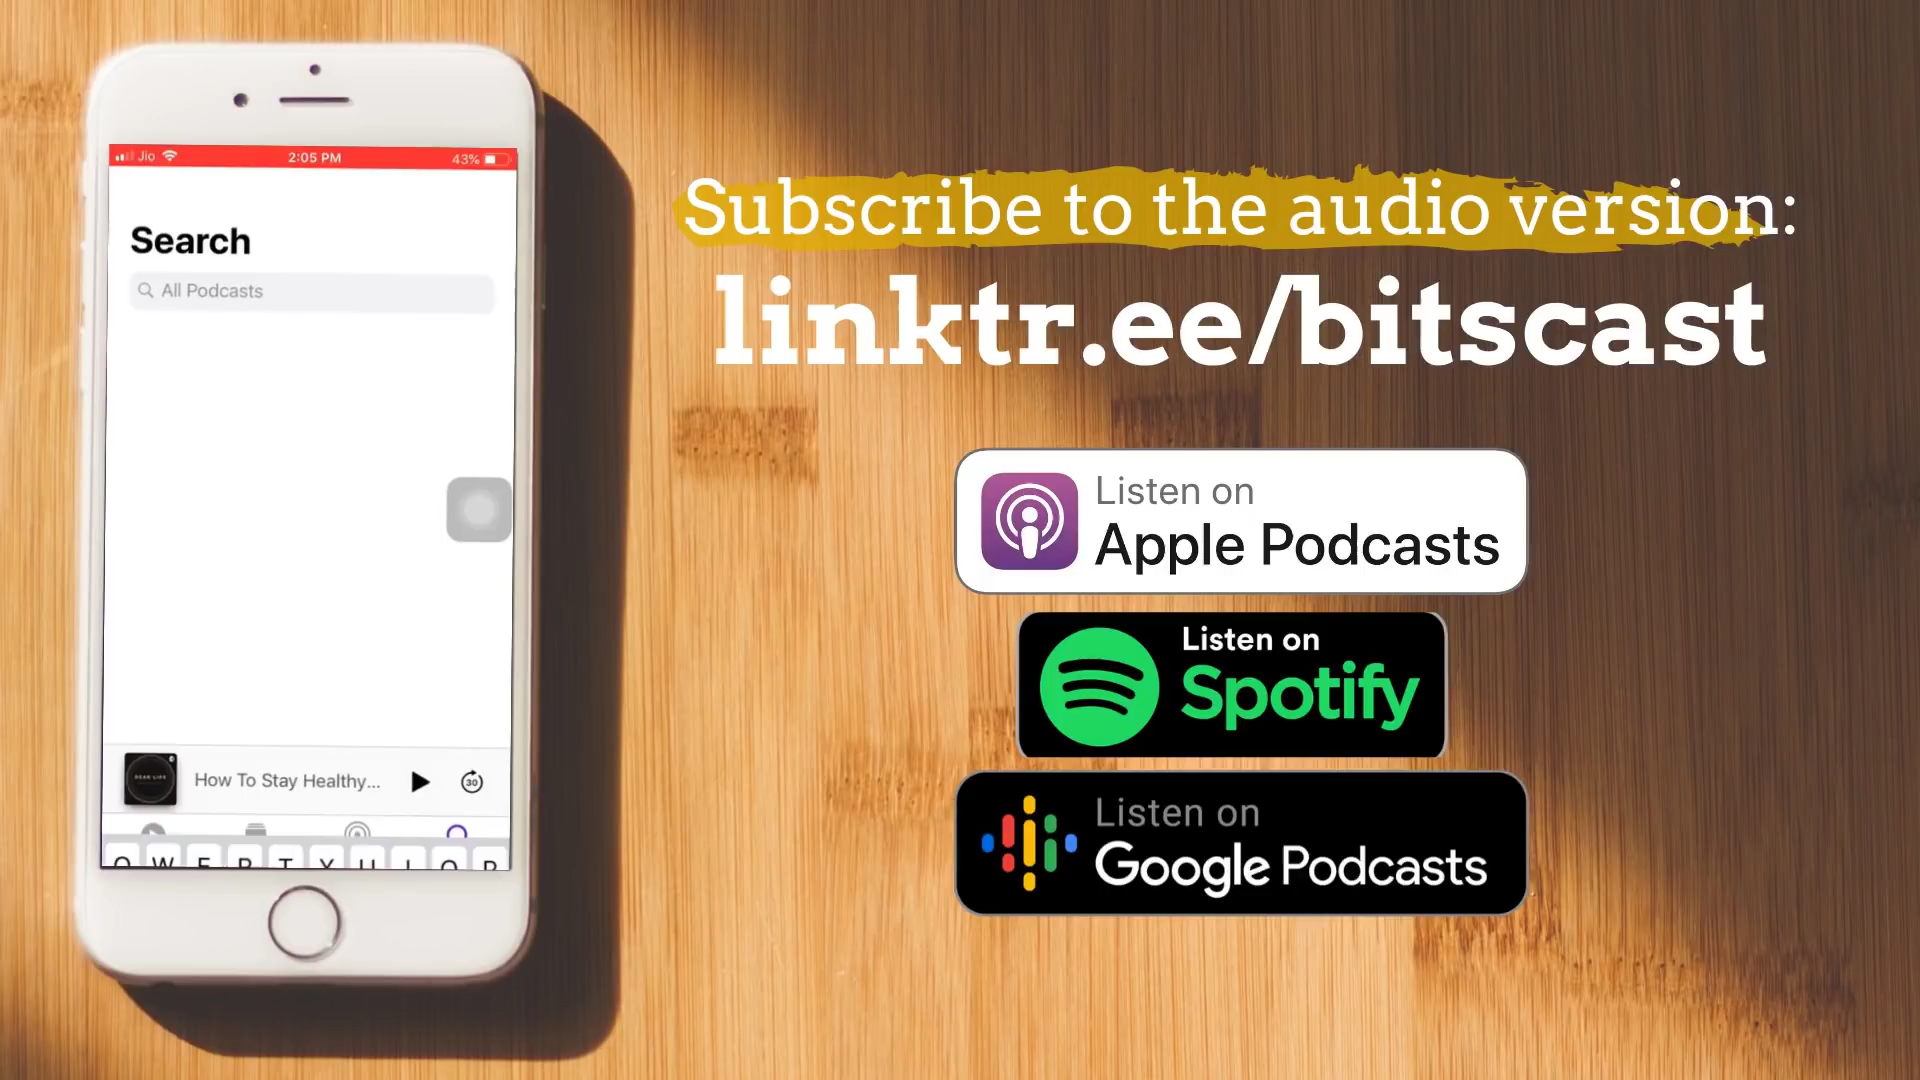 Jio
2:05 PM
43%
Search
All Podcasts
How To Stay Healthy...
30
Subscribe to the audio version:
linktr.ee/bitscast
Listen on
Apple Podcasts
Listen on
Spotify
Listen on
Google Podcasts